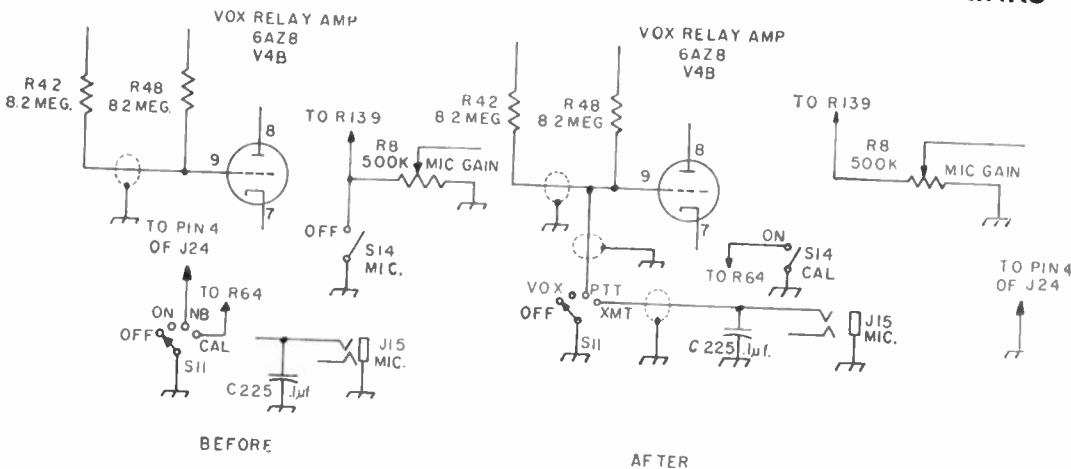 VOX RELAY AMP
6AZ8
V4B
R42
8.2 MEG.
R48
82 MEG.
8
9
7
TO R139
R8
500K
MIC GAIN
OFF
S14
MIC.
TO PIN 4
OF J24
TO R64
ON
NB
OFF
CAL
S11
J15
MIC.
C225 .1µf
BEFORE
VOX RELAY AMP
6AZ8
V4B
R42
8.2 MEG
R48
82 MEG
8
9
7
TO R139
R8
500K
MIC GAIN
ON
S14
CAL
TO R64
VOX
PTT
OFF
XMT
S11
C225 .1µf.
J15
MIC.
TO PIN 4
OF J24
AFTER